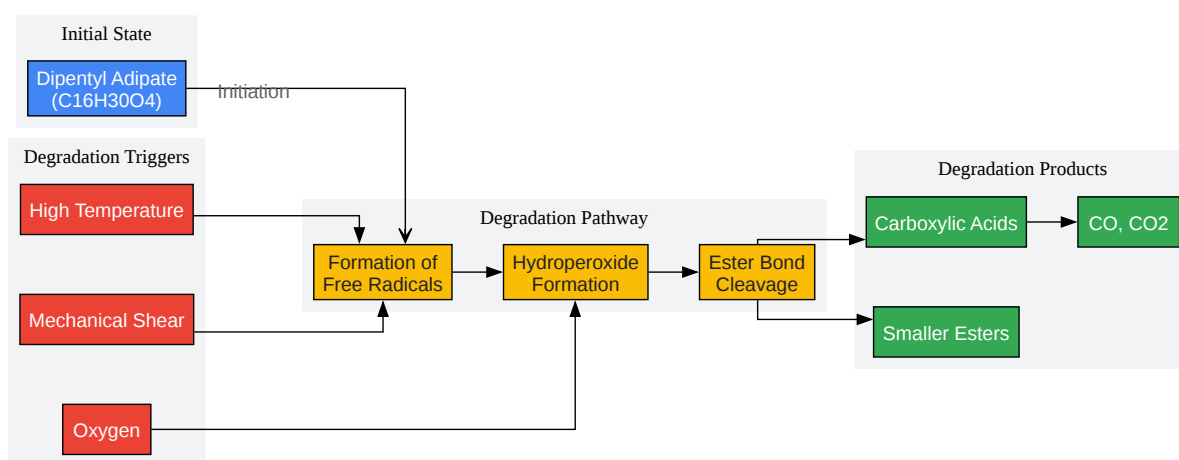 Initial State
Dipentyl Adipate
(C16H30O4)
Initiation
Degradation Triggers
High Temperature
Mechanical Shear
Oxygen
Degradation Pathway
Formation of
Free Radicals
Hydroperoxide
Formation
Ester Bond
Cleavage
Degradation Products
Carboxylic Acids
CO, CO2
Smaller Esters